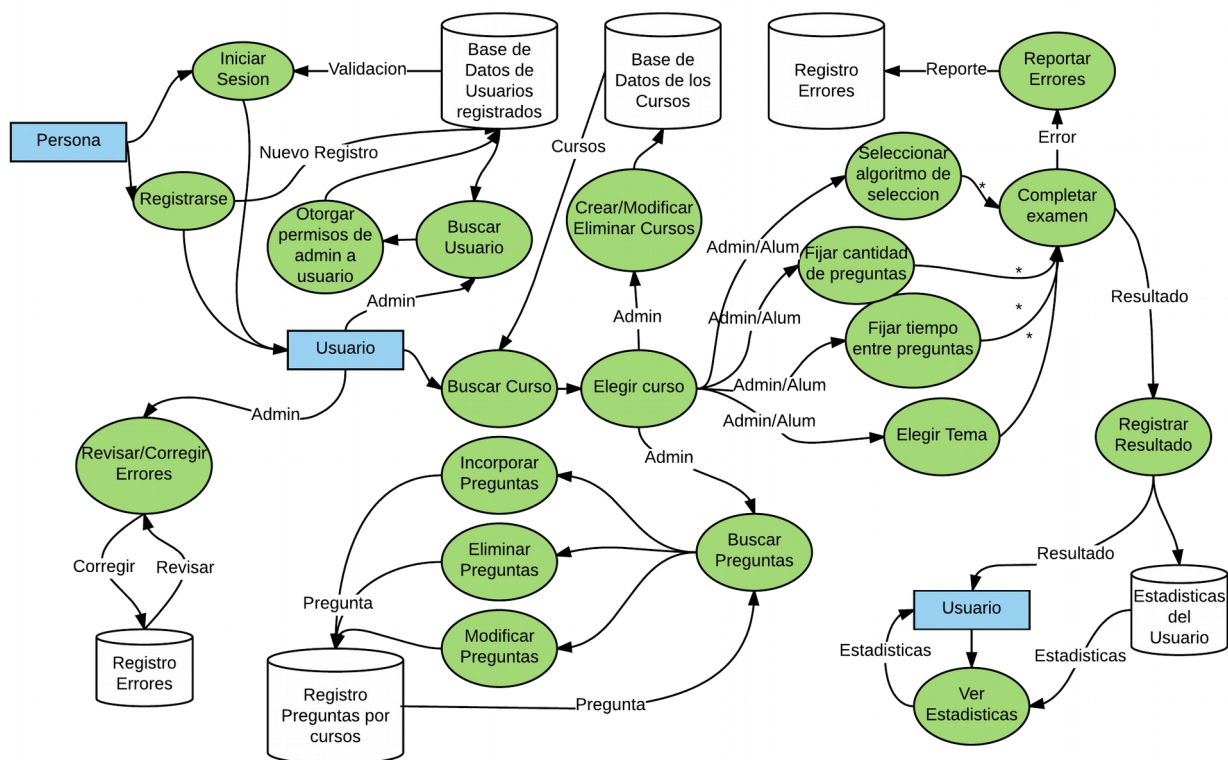 Iniciar
Sesion
Validacion
Base de
Datos de
Usuarios
registrados
Base de
Datos de los
Cursos
Registro
Errores
Reporte
Reportar
Errores
Persona
Nuevo Registro
Cursos
Error
Registrarse
Otorgar
permisos de
admin a
usuario
Buscar
Usuario
Crear/Modificar
Eliminar Cursos
Seleccionar
algoritmo de
seleccion
*
Completar
examen
Admin/Alum
Fijar cantidad
de preguntas
*
Admin
Admin
Admin/Alum
Fijar tiempo
entre preguntas
*
*
Resultado
Usuario
Buscar Curso
Elegir curso
Admin/Alum
Admin/Alum
Elegir Tema
Registrar
Resultado
Admin
Revisar/Corregir
Errores
Admin
Incorporar
Preguntas
Buscar
Preguntas
Eliminar
Preguntas
Modificar
Preguntas
Corregir
Revisar
Pregunta
Registro
Errores
Registro
Preguntas por
cursos
Pregunta
Resultado
Usuario
Estadisticas
del
Usuario
Estadisticas
Estadisticas
Ver
Estadisticas